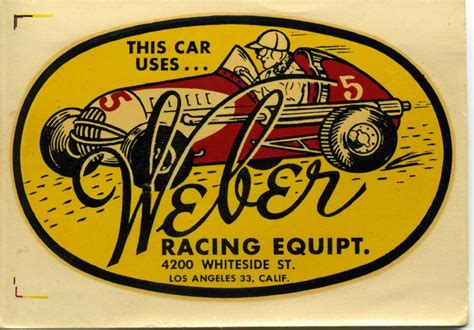 THIS CAR
USES...
5
5
Weber
RACING EQUIPT.
4200 WHITESIDE ST.
LOS ANGELES 33, CALIF.